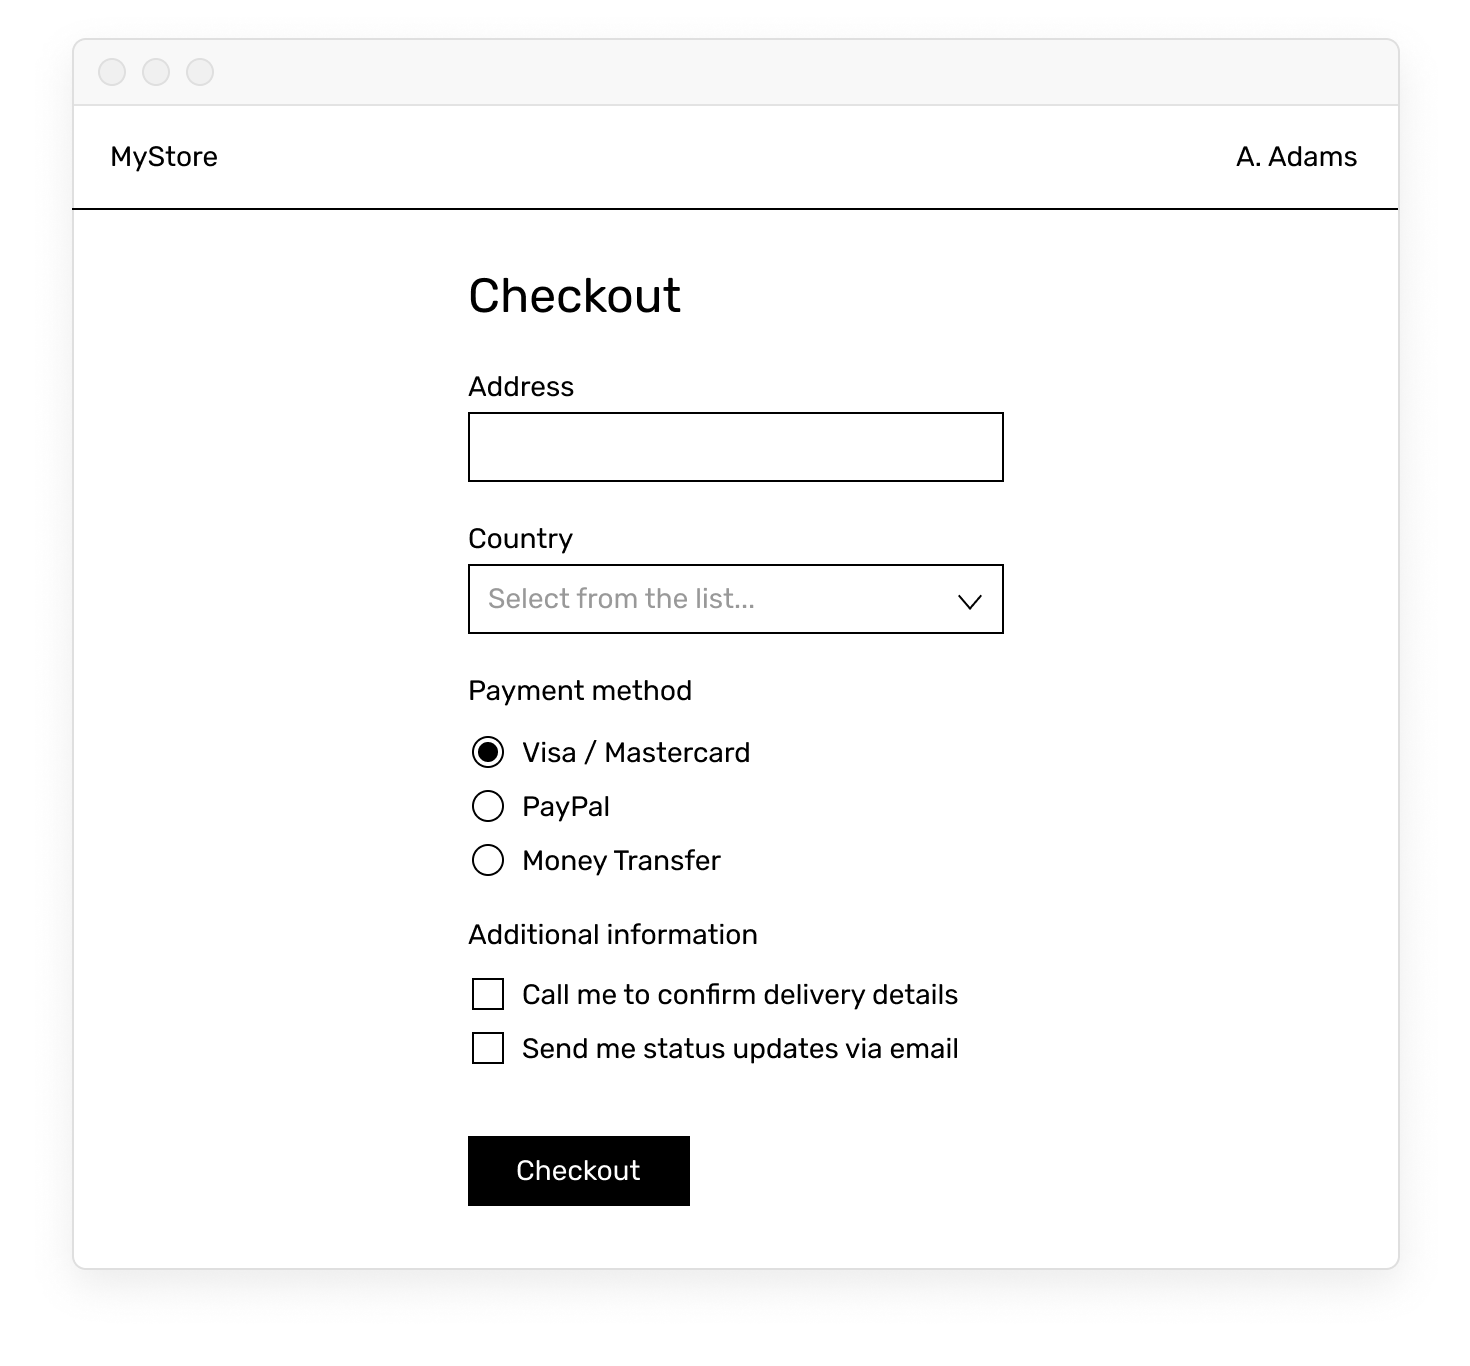 MyStore
A. Adams
Checkout
Address
Country
Select from the list...
Payment method
Visa / Mastercard
PayPal
Money Transfer
Additional information
Call me to confirm delivery details
Send me status updates via email
Checkout